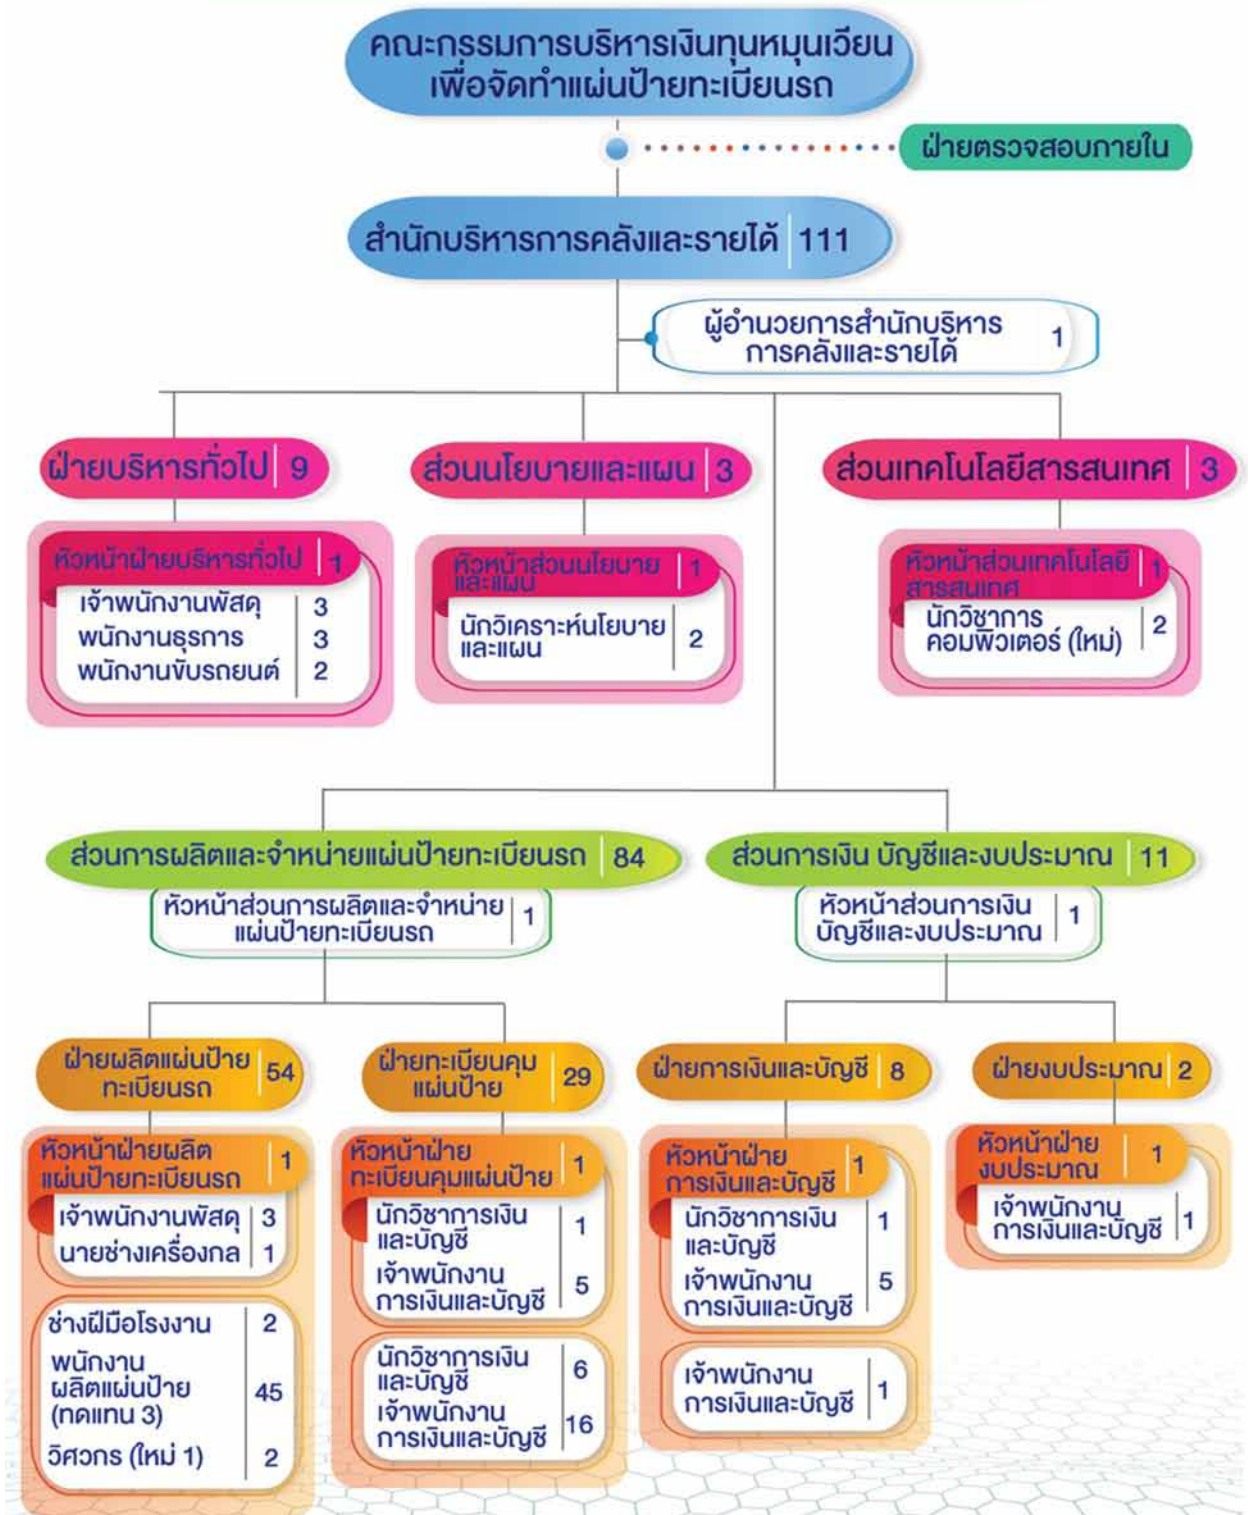 คณะกรรมการบริหารเงินทุนหมุนเวียน
เพื่อจัดทำแผ่นป้ายทะเบียนรถ
ฝ่ายตรวจสอบภายใน
สำนักบริหารการคลังและรายได้ 111
ผู้อำนวยการสำนักบริหาร
การคลังและรายได้ 1
ฝ่ายบริหารทั่วไป 9
หัวหน้าฝ่ายบริหารทั่วไป 1
เจ้าพนักงานพัสดุ 3
พนักงานธุรการ 3
พนักงานขับรถยนต์ 2
ส่วนนโยบายและแผน 3
หัวหน้าส่วนนโยบาย
และแผน 1
นักวิเคราะห์นโยบาย
และแผน 2
ส่วนเทคโนโลยีสารสนเทศ 3
หัวหน้าส่วนเทคโนโลยี
สารสนเทศ 1
นักวิชาการ
คอมพิวเตอร์ (ใหม่) 2
ส่วนการผลิตและจำหน่ายแผ่นป้ายทะเบียนรถ 84
หัวหน้าส่วนการผลิตและจำหน่าย
แผ่นป้ายทะเบียนรถ 1
ส่วนการเงิน บัญชีและงบประมาณ 11
หัวหน้าส่วนการเงิน
บัญชีและงบประมาณ 1
ฝ่ายผลิตแผ่นป้าย
ทะเบียนรถ 54
หัวหน้าฝ่ายผลิต
แผ่นป้ายทะเบียนรถ 1
เจ้าพนักงานพัสดุ 3
นายช่างเครื่องกล 1
ช่างฝีมือโรงงาน 2
พนักงาน
ผลิตแผ่นป้าย 45
(ทดแทน 3)
วิศวกร (ใหม่ 1) 2
ฝ่ายทะเบียนคุม
แผ่นป้าย 29
หัวหน้าฝ่าย
ทะเบียนคุมแผ่นป้าย 1
นักวิชาการเงิน
และบัญชี 1
เจ้าพนักงาน
การเงินและบัญชี 5
นักวิชาการเงิน
และบัญชี 6
เจ้าพนักงาน
การเงินและบัญชี 16
ฝ่ายการเงินและบัญชี 8
หัวหน้าฝ่าย
การเงินและบัญชี 1
นักวิชาการเงิน
และบัญชี 1
เจ้าพนักงาน
การเงินและบัญชี 5
เจ้าพนักงาน
การเงินและบัญชี 1
ฝ่ายงบประมาณ 2
หัวหน้าฝ่าย
งบประมาณ 1
เจ้าพนักงาน
การเงินและบัญชี 1